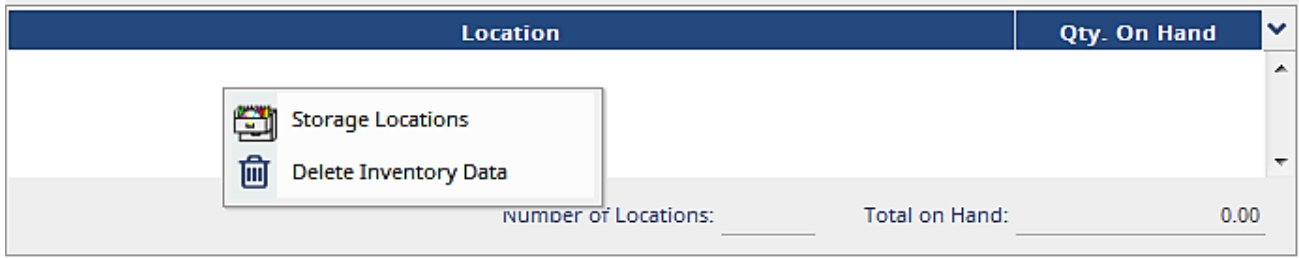 Location Qty. On Hand
Storage Locations
Delete Inventory Data
Number of Locations: Total on Hand: 0.00